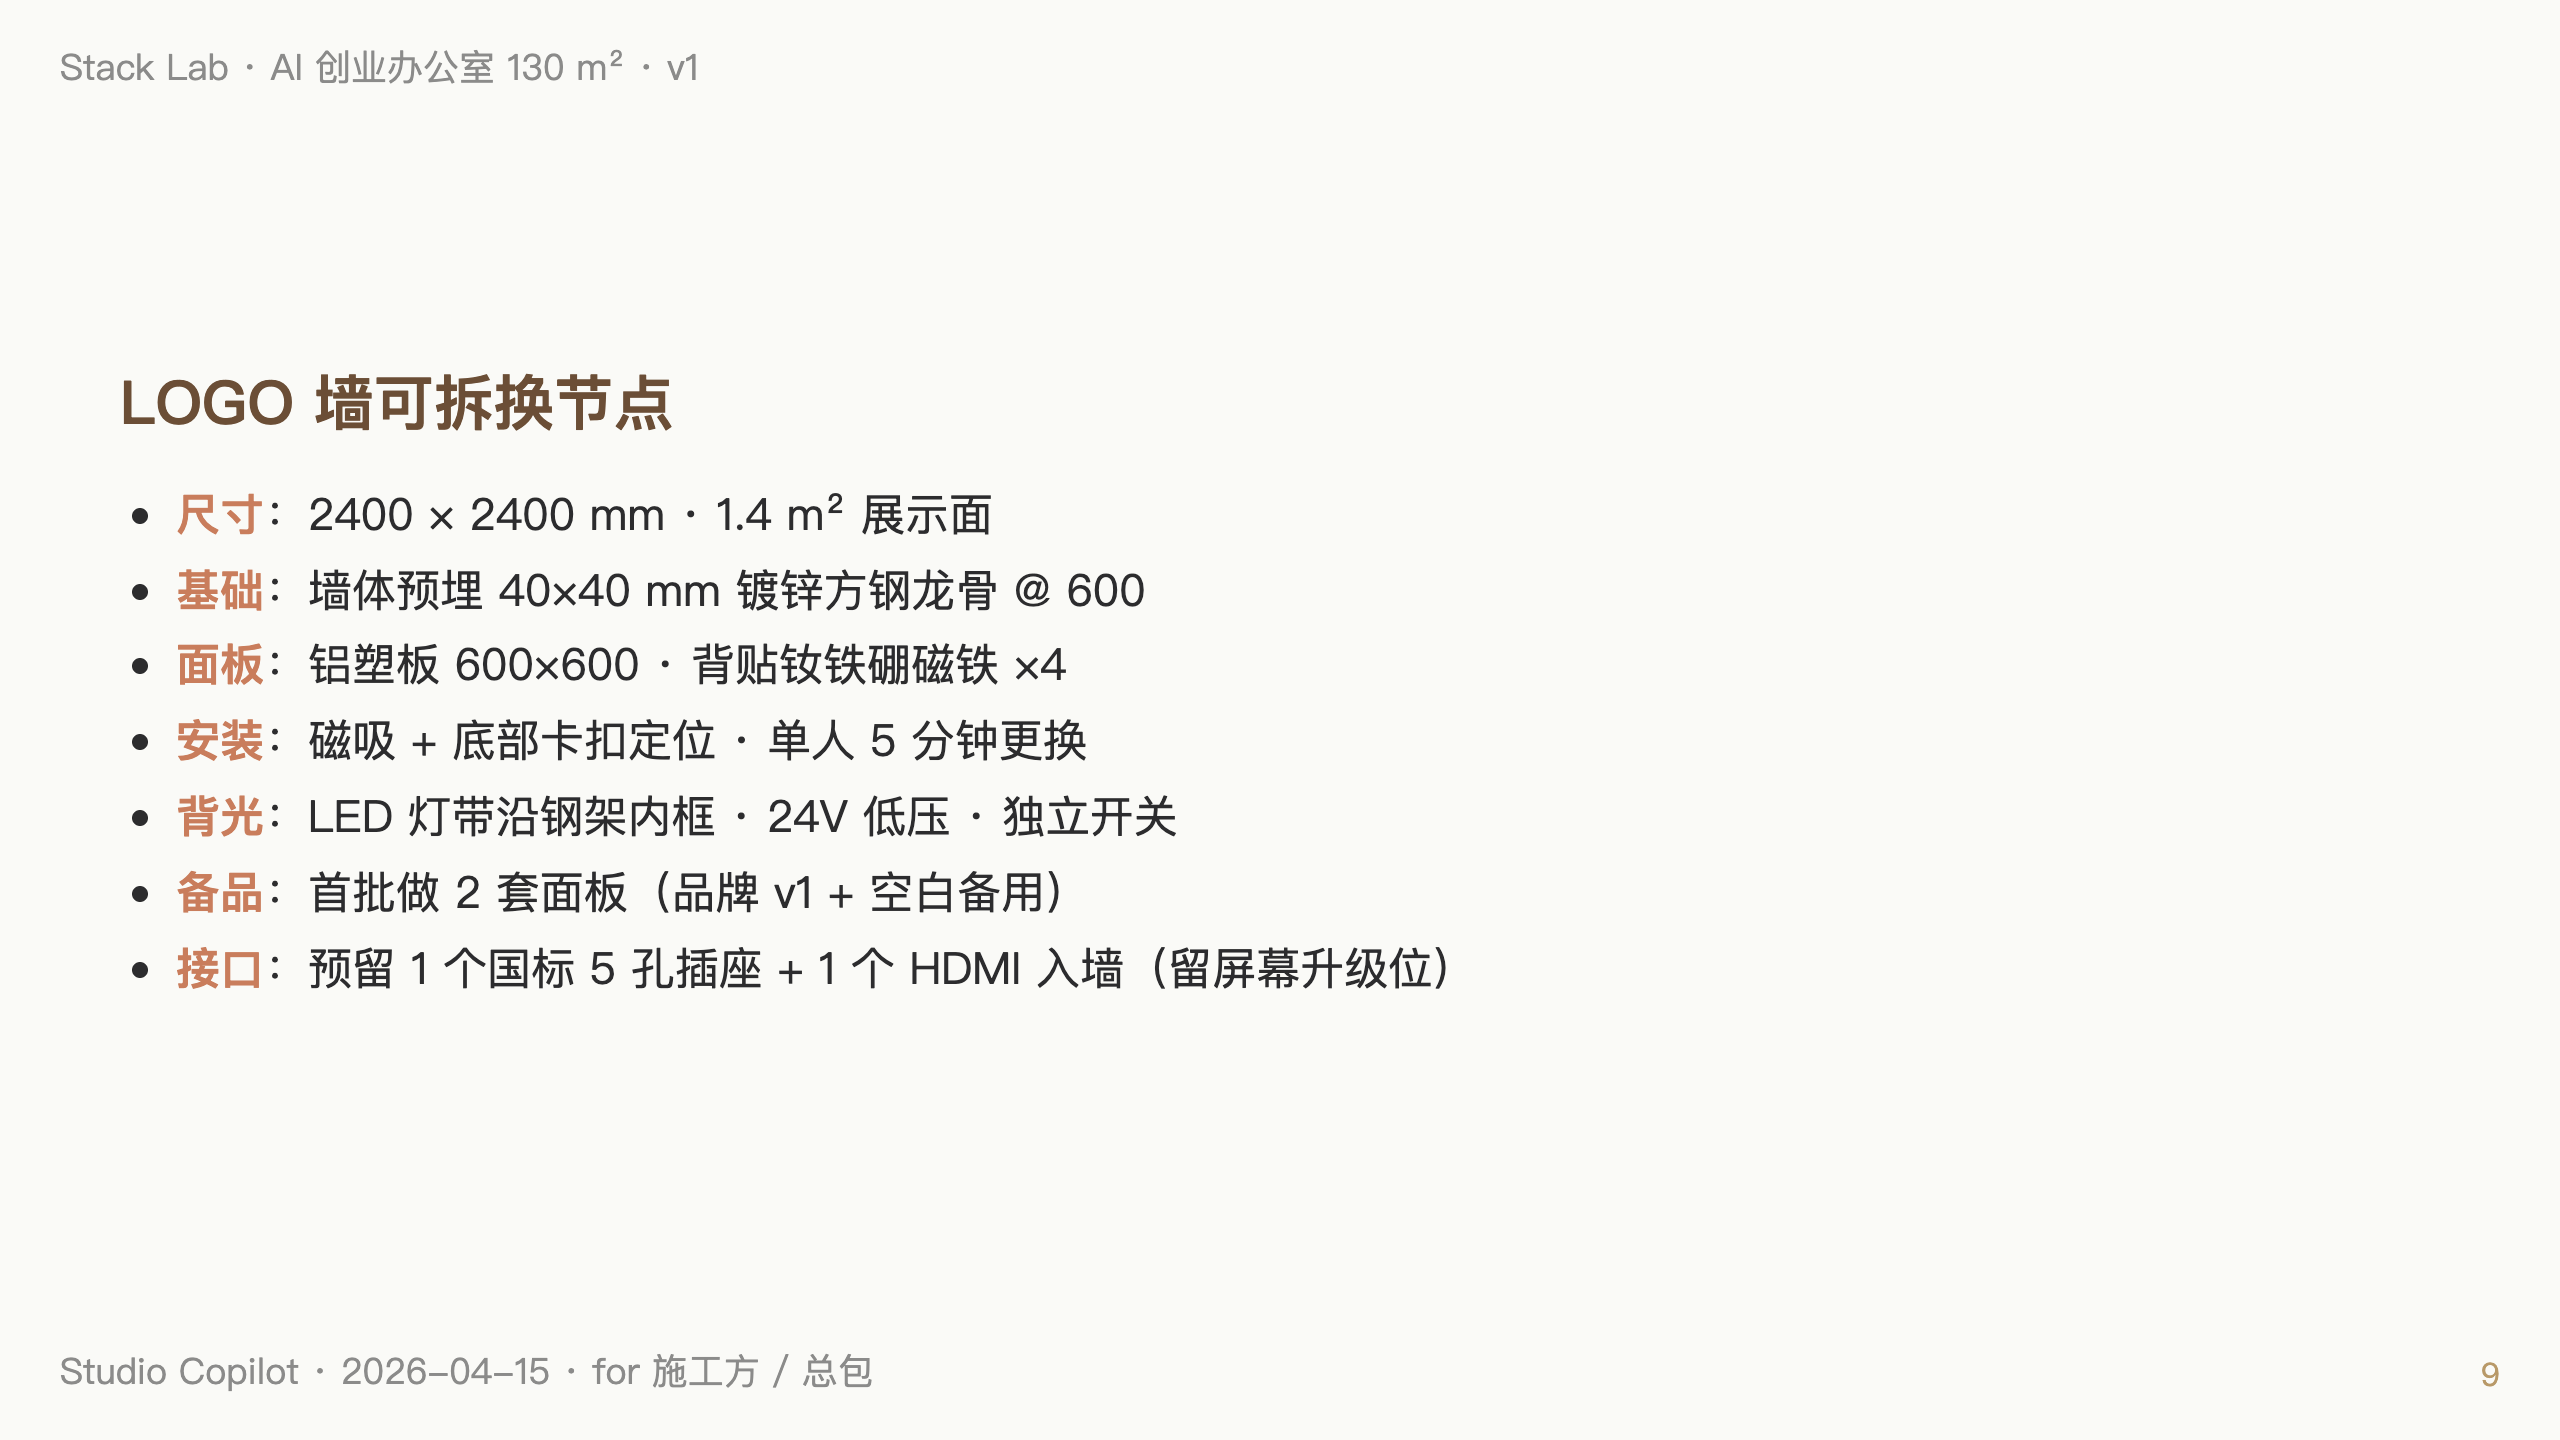 Stack Lab · AI 创业办公室 130 m² · v1
LOGO 墙可拆换节点
• 尺寸：2400 × 2400 mm · 1.4 m² 展示面
• 基础：墙体预埋 40×40 mm 镀锌方钢龙骨 @ 600
• 面板：铝塑板 600×600 · 背贴钕铁硼磁铁 ×4
• 安装：磁吸 + 底部卡扣定位 · 单人 5 分钟更换
• 背光：LED 灯带沿钢架内框 · 24V 低压 · 独立开关
• 备品：首批做 2 套面板（品牌 v1 + 空白备用）
• 接口：预留 1 个国标 5 孔插座 + 1 个 HDMI 入墙（留屏幕升级位）
Studio Copilot · 2026-04-15 · for 施工方 / 总包
9